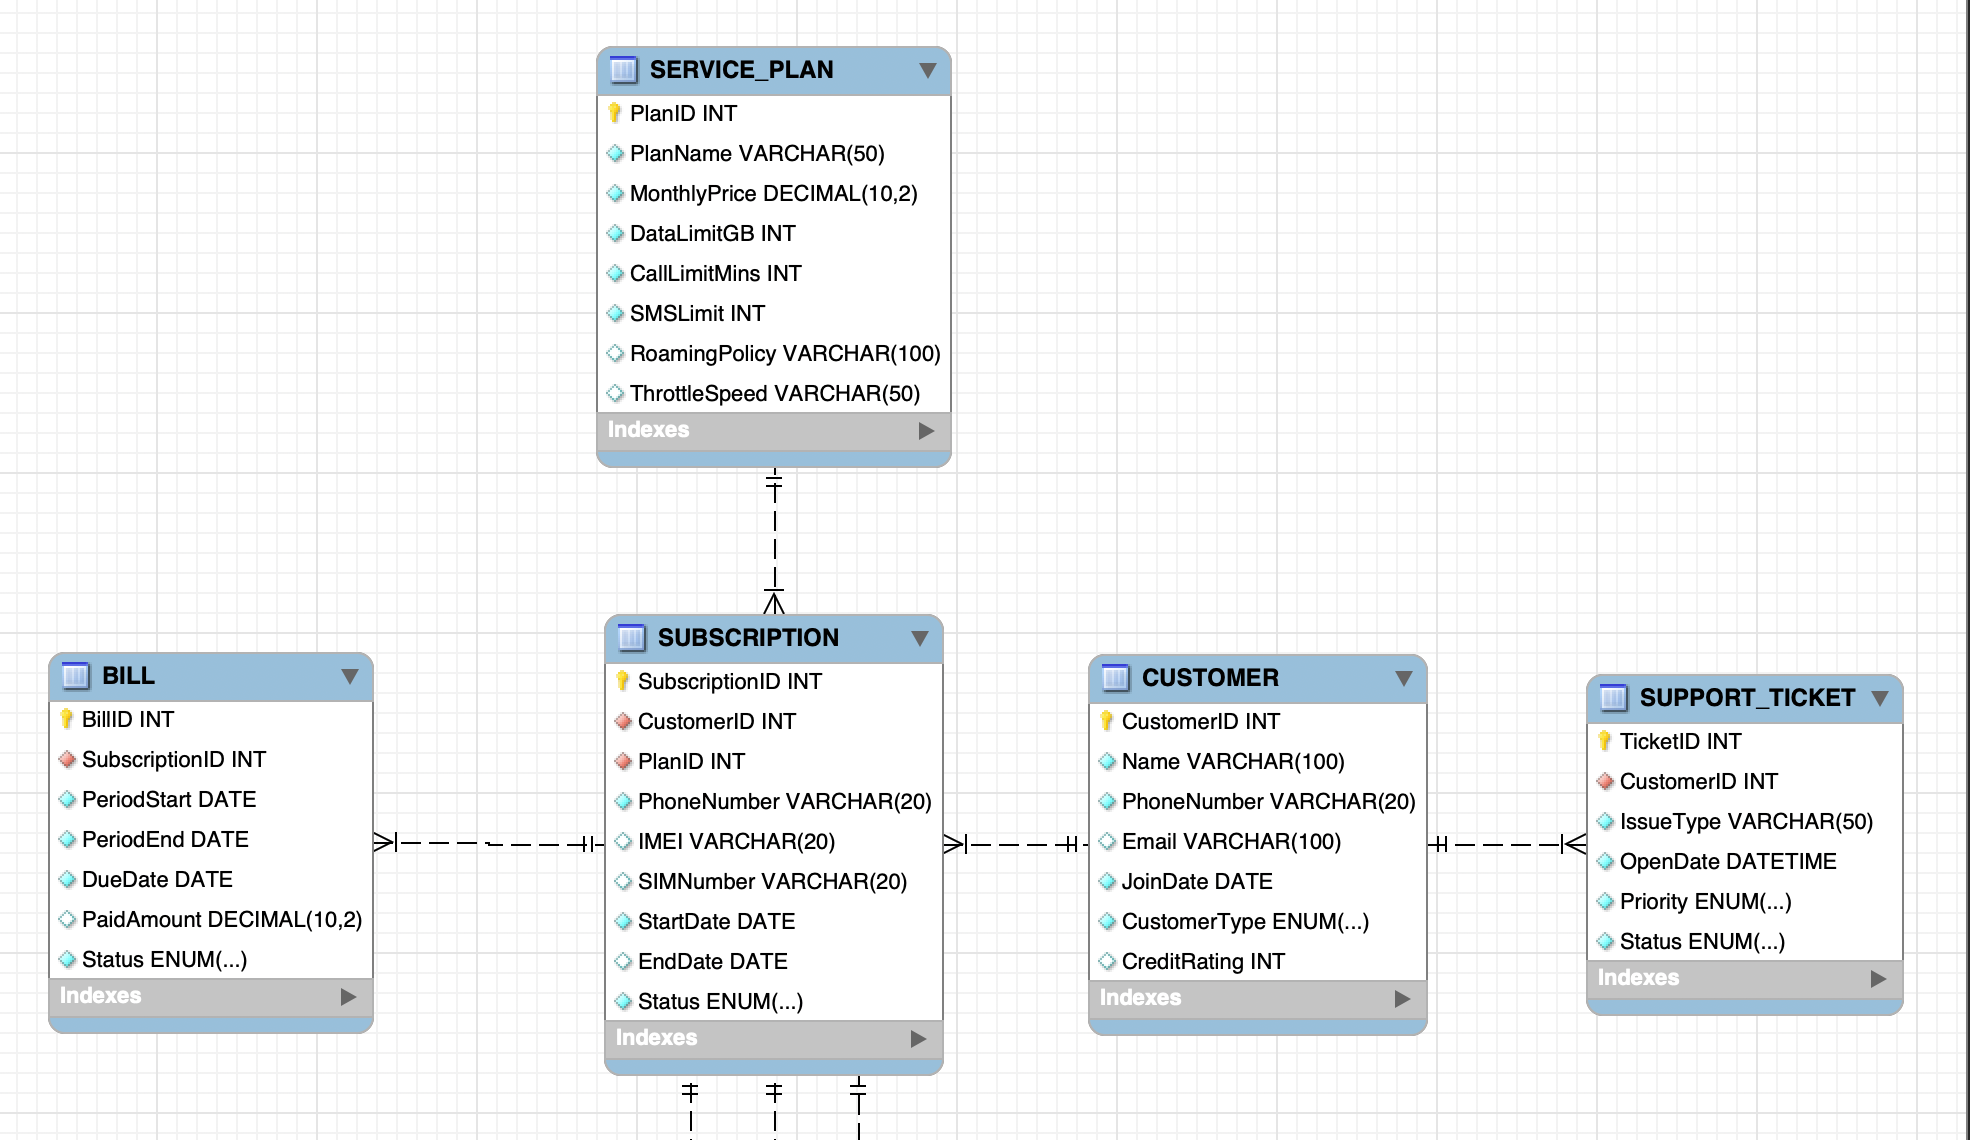 SERVICE_PLAN
PlanID INT
PlanName VARCHAR(50)
MonthlyPrice DECIMAL(10,2)
DataLimitGB INT
CallLimitMins INT
SMSLimit INT
RoamingPolicy VARCHAR(100)
ThrottleSpeed VARCHAR(50)
Indexes
BILL
BillID INT
SubscriptionID INT
PeriodStart DATE
PeriodEnd DATE
DueDate DATE
PaidAmount DECIMAL(10,2)
Status ENUM(...)
Indexes
SUBSCRIPTION
SubscriptionID INT
CustomerID INT
PlanID INT
PhoneNumber VARCHAR(20)
IMEI VARCHAR(20)
SIMNumber VARCHAR(20)
StartDate DATE
EndDate DATE
Status ENUM(...)
Indexes
CUSTOMER
CustomerID INT
Name VARCHAR(100)
PhoneNumber VARCHAR(20)
Email VARCHAR(100)
JoinDate DATE
CustomerType ENUM(...)
CreditRating INT
Indexes
SUPPORT_TICKET
TicketID INT
CustomerID INT
IssueType VARCHAR(50)
OpenDate DATETIME
Priority ENUM(...)
Status ENUM(...)
Indexes